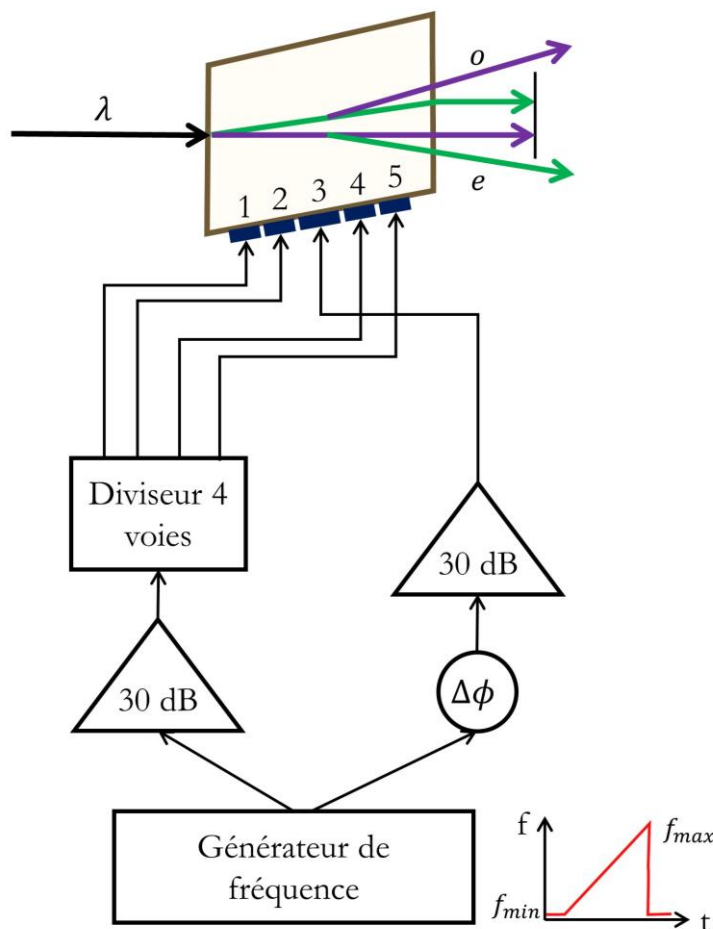 o
λ
e
1 2 3 4 5
Diviseur 4
voies
30 dB
30 dB
Δϕ
Générateur de
fréquence
f
f_max
f_min
t